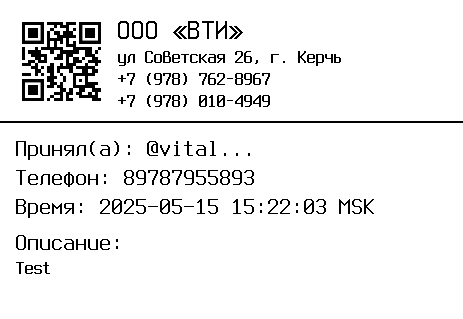 ООО «ВТИ»
ул Советская 26, г. Керчь
+7 (978) 762-8967
+7 (978) 010-4949
Принял(а): @vital...
Телефон: 89787955893
Время: 2025-05-15 15:22:03 MSK
Описание:
Test